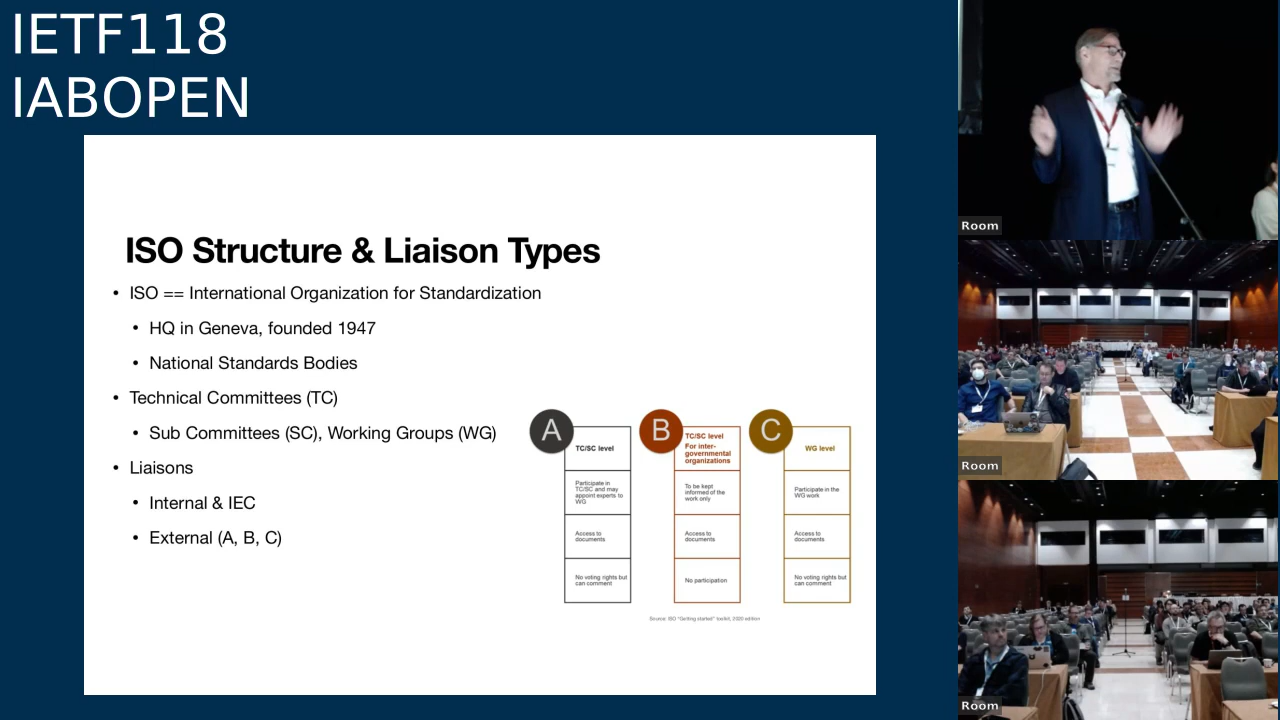 IETF118
IABOPEN
ISO Structure & Liaison Types
• ISO == International Organization for Standardization
• HQ in Geneva, founded 1947
• National Standards Bodies
• Technical Committees (TC)
• Sub Committees (SC), Working Groups (WG)
• Liaisons
• Internal & IEC
• External (A, B, C)
A
TC/SC level
Participate in
TC/SC and may
appoint experts to
WG
Access to
documents
No voting rights but
can comment
B
TC/SC level
For inter-
governmental
organizations
To be kept
informed of the
work only
Access to
documents
No participation
C
WG level
Participate in the
WG work
Access to
documents
No voting rights but
can comment
Source: ISO "Getting started" toolkit, 2020 edition
Room
Room
Room